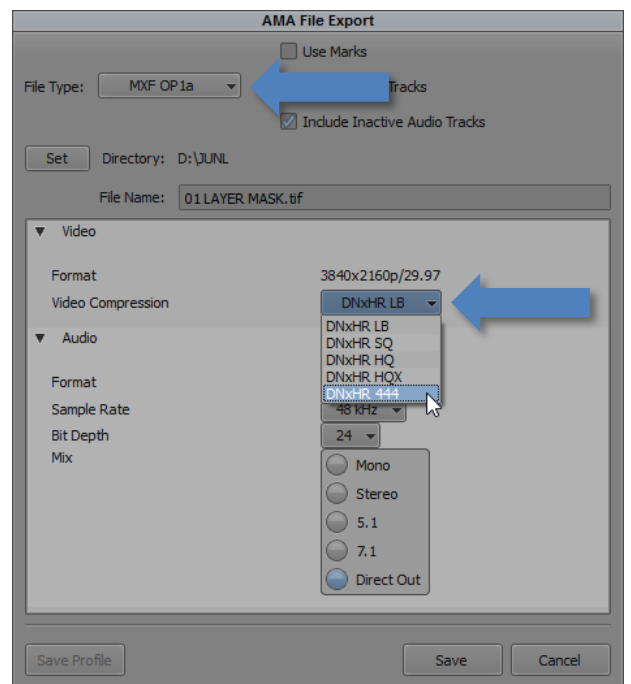 AMA File Export
Use Marks
File Type: MXF OP1a
Tracks
Include Inactive Audio Tracks
Set Directory: D:\JUNL
File Name: 01 LAYER MASK.tif
Video
Format 3840x2160p/29.97
Video Compression DNxHR LB
DNxHR LB
DNxHR SQ
Audio
DNxHR HQ
DNxHR HQX
Format
DNxHR 444
Sample Rate 48 kHz
Bit Depth 24
Mix
Mono
Stereo
5.1
7.1
Direct Out
Save Profile Save Cancel